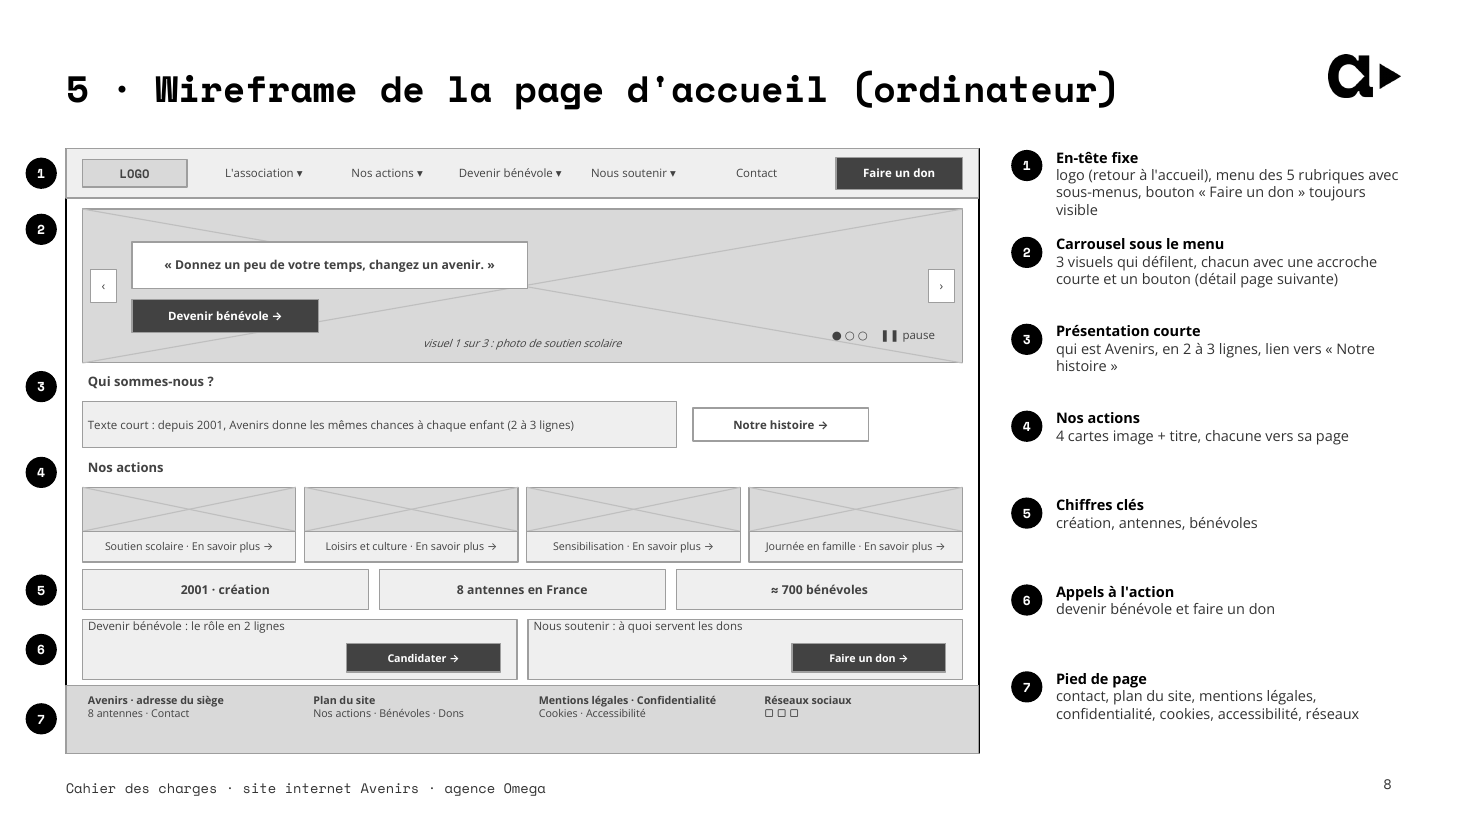 5 · Wireframe de la page d'accueil (ordinateur)
a
1
LOGO
L'association ▾
Nos actions ▾
Devenir bénévole ▾
Nous soutenir ▾
Contact
Faire un don
2
« Donnez un peu de votre temps, changez un avenir. »
‹
›
Devenir bénévole →
visuel 1 sur 3 : photo de soutien scolaire
●○○ ❚❚ pause
3
Qui sommes-nous ?
Texte court : depuis 2001, Avenirs donne les mêmes chances à chaque enfant (2 à 3 lignes)
Notre histoire →
4
Nos actions
Soutien scolaire · En savoir plus →
Loisirs et culture · En savoir plus →
Sensibilisation · En savoir plus →
Journée en famille · En savoir plus →
5
2001 · création
8 antennes en France
≈ 700 bénévoles
6
Devenir bénévole : le rôle en 2 lignes
Candidater →
Nous soutenir : à quoi servent les dons
Faire un don →
7
Avenirs · adresse du siège
8 antennes · Contact
Plan du site
Nos actions · Bénévoles · Dons
Mentions légales · Confidentialité
Cookies · Accessibilité
Réseaux sociaux
▢ ▢ ▢
1
En-tête fixe
logo (retour à l'accueil), menu des 5 rubriques avec
sous-menus, bouton « Faire un don » toujours
visible
2
Carrousel sous le menu
3 visuels qui défilent, chacun avec une accroche
courte et un bouton (détail page suivante)
3
Présentation courte
qui est Avenirs, en 2 à 3 lignes, lien vers « Notre
histoire »
4
Nos actions
4 cartes image + titre, chacune vers sa page
5
Chiffres clés
création, antennes, bénévoles
6
Appels à l'action
devenir bénévole et faire un don
7
Pied de page
contact, plan du site, mentions légales,
confidentialité, cookies, accessibilité, réseaux
Cahier des charges · site internet Avenirs · agence Omega
8